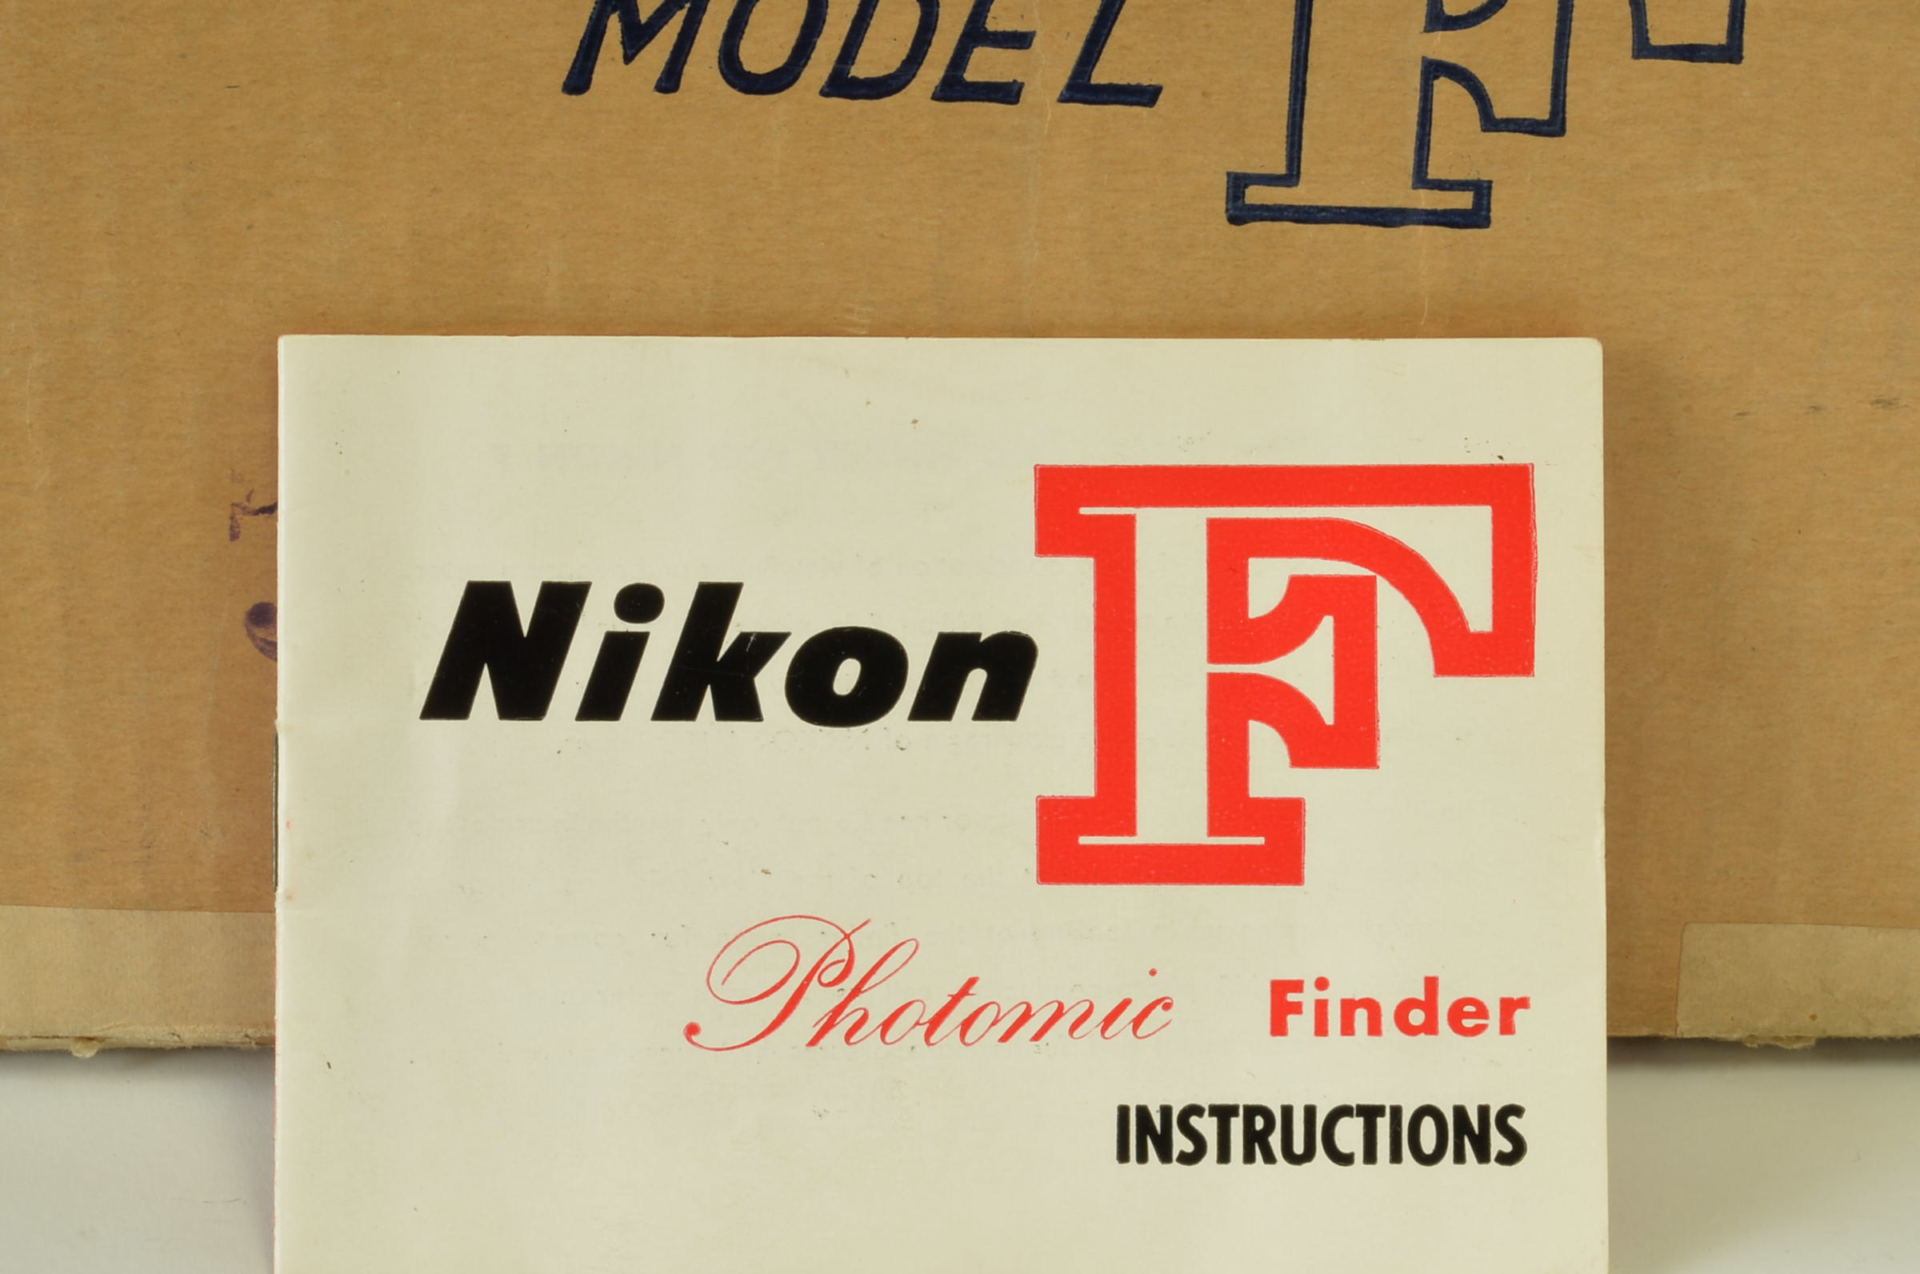 MODEL F
Nikon F
Photomic Finder
INSTRUCTIONS